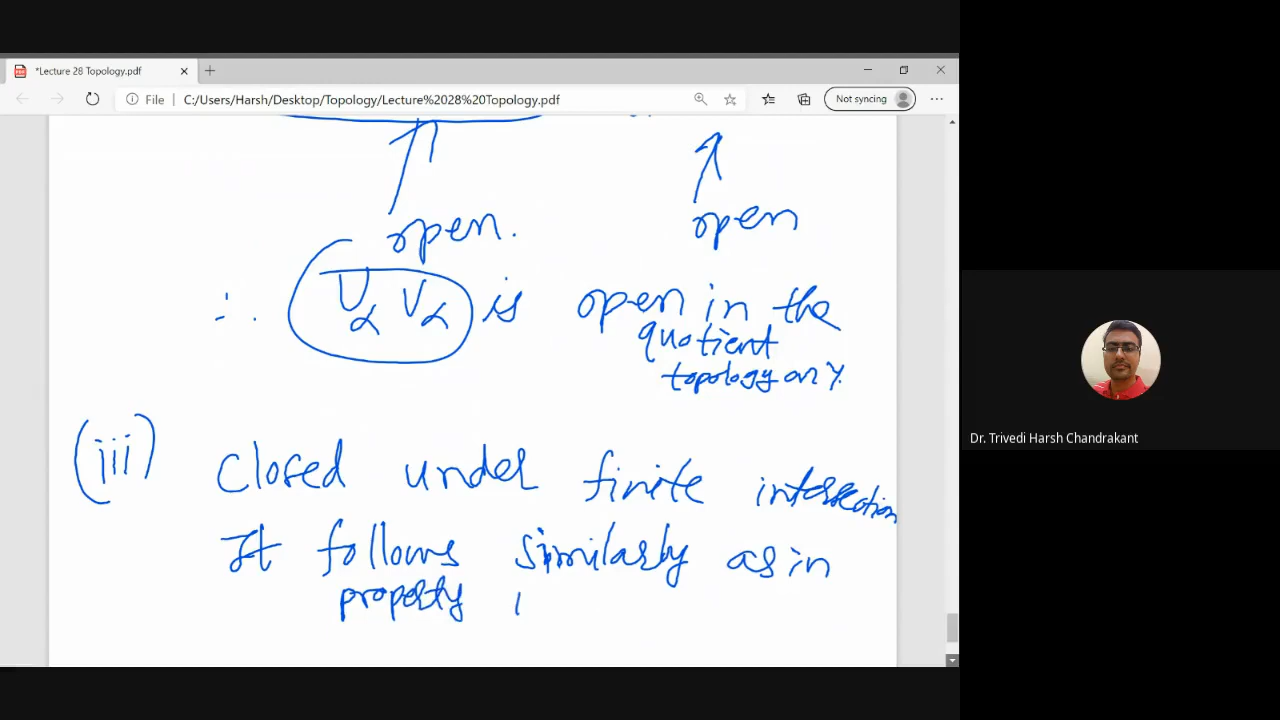 *Lecture 28 Topology.pdf
File | C:/Users/Harsh/Desktop/Topology/Lecture%2028%20Topology.pdf
Not syncing
open. open
∴ ⋃α Vα is open in the
quotient
topology on Y.
(iii) Closed under finite intersection
It follows similarly as in
property (
Dr. Trivedi Harsh Chandrakant